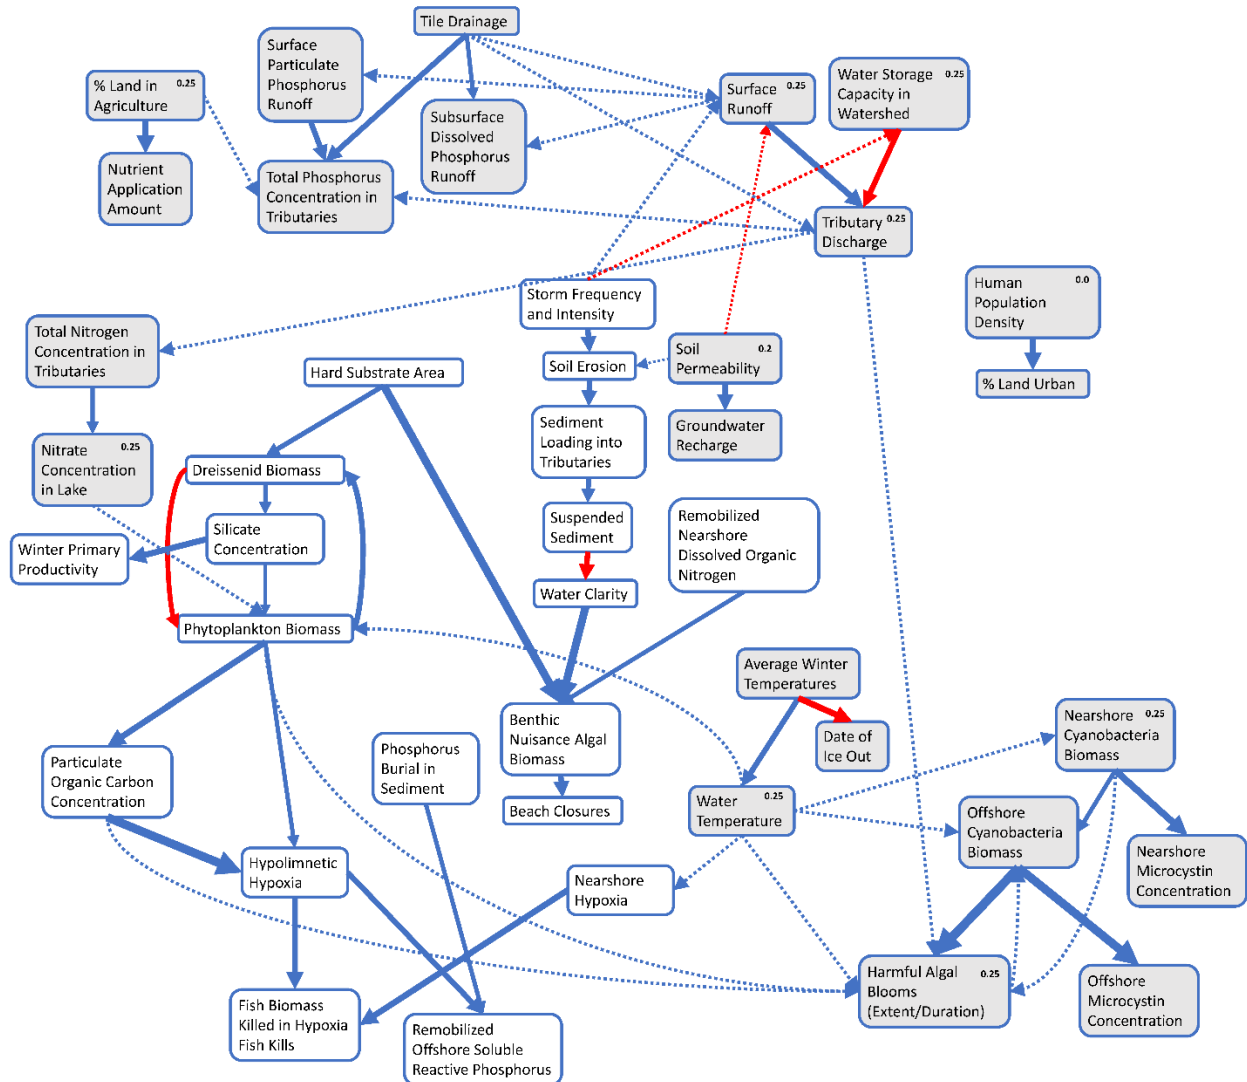 Tile Drainage
Surface
Particulate
Phosphorus
Runoff
% Land in 0.25
Agriculture
Surface 0.25
Runoff
Water Storage 0.25
Capacity in
Watershed
Subsurface
Dissolved
Phosphorus
Runoff
Nutrient
Application
Amount
Total Phosphorus
Concentration in
Tributaries
Tributary 0.25
Discharge
Storm Frequency
and Intensity
Human 0.0
Population
Density
Total Nitrogen
Concentration in
Tributaries
Soil 0.2
Permeability
Soil Erosion
Hard Substrate Area
% Land Urban
Sediment
Loading into
Tributaries
Groundwater
Recharge
Nitrate 0.25
Concentration
in Lake
Dreissenid Biomass
Suspended
Sediment
Remobilized
Nearshore
Dissolved Organic
Nitrogen
Silicate
Concentration
Winter Primary
Productivity
Water Clarity
Phytoplankton Biomass
Average Winter
Temperatures
Benthic
Nuisance Algal
Biomass
Date of
Ice Out
Nearshore 0.25
Cyanobacteria
Biomass
Particulate
Organic Carbon
Concentration
Phosphorus
Burial in
Sediment
Beach Closures
Water 0.25
Temperature
Offshore
Cyanobacteria
Biomass
Nearshore
Microcystin
Concentration
Hypolimnetic
Hypoxia
Nearshore
Hypoxia
Harmful Algal 0.25
Blooms
(Extent/Duration)
Offshore
Microcystin
Concentration
Fish Biomass
Killed in Hypoxia
Fish Kills
Remobilized
Offshore Soluble
Reactive Phosphorus